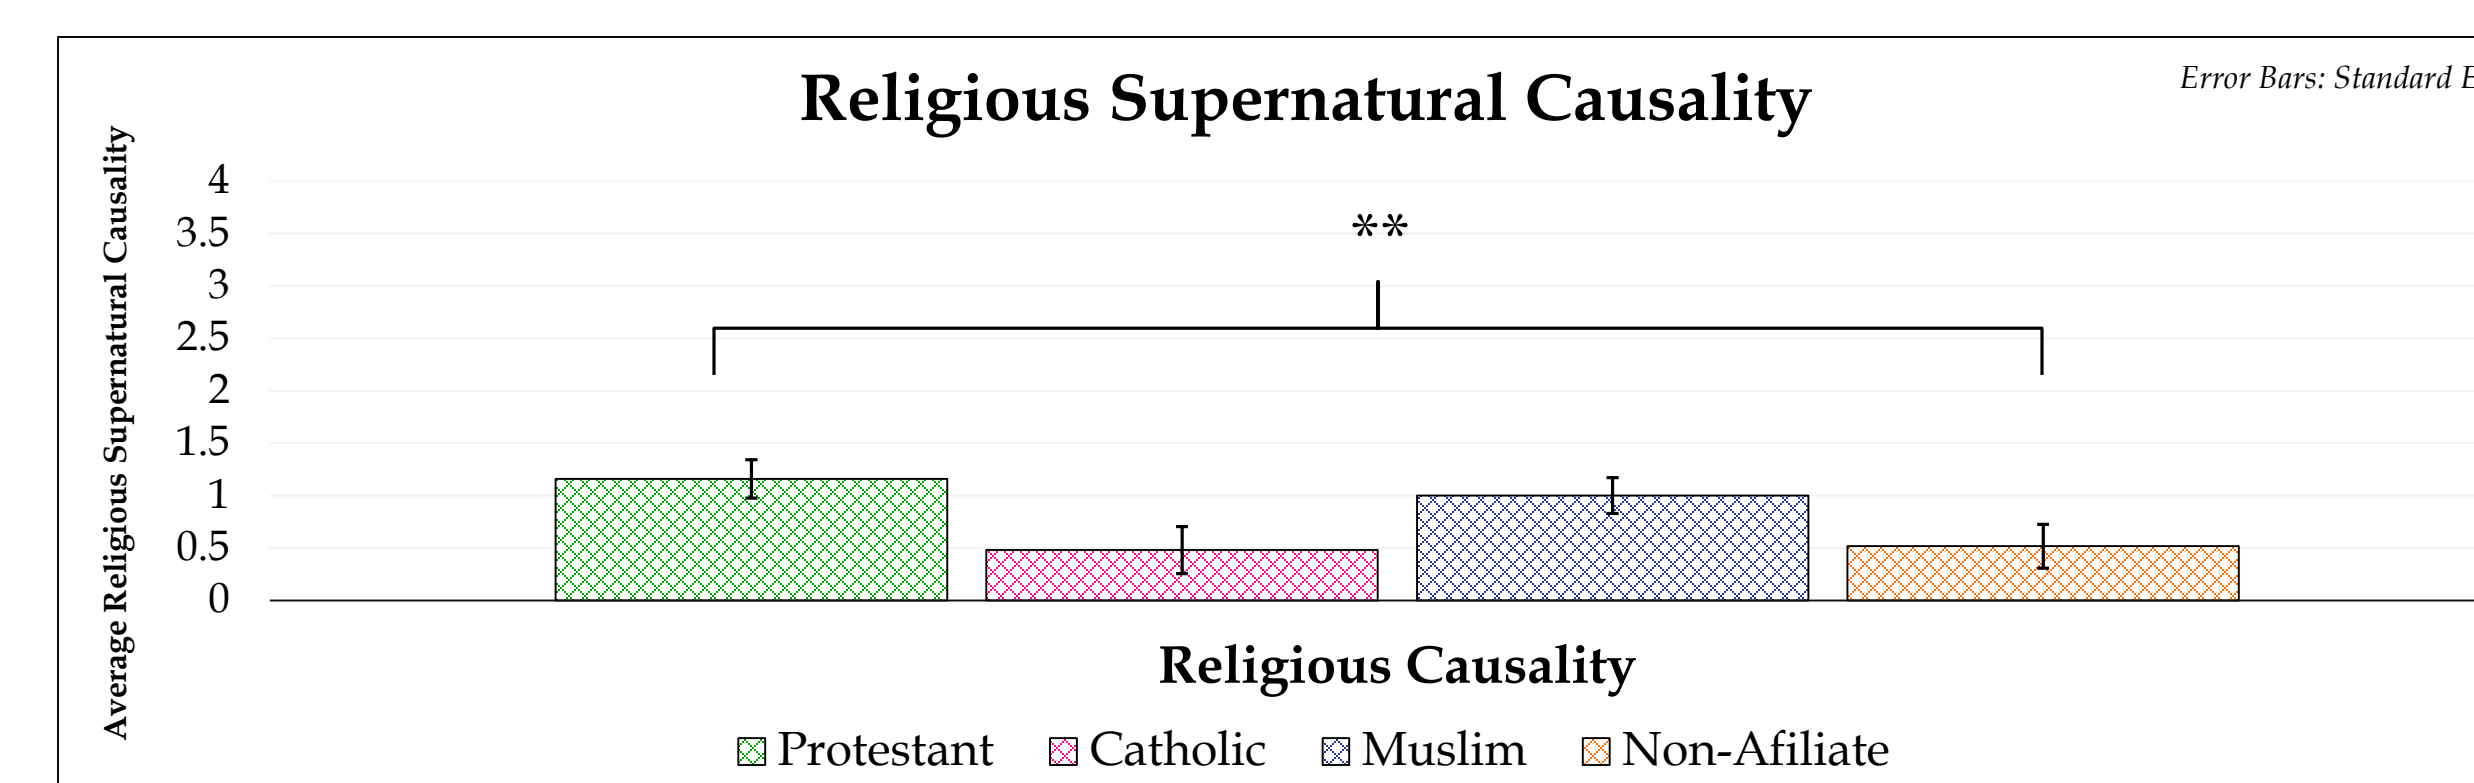 Religious Supernatural Causality
Error Bars: Standard E
Average Religious Supernatural Causality
4
3.5
3
2.5
2
1.5
1
0.5
0
**
Religious Causality
Protestant Catholic Muslim Non-Afiliate